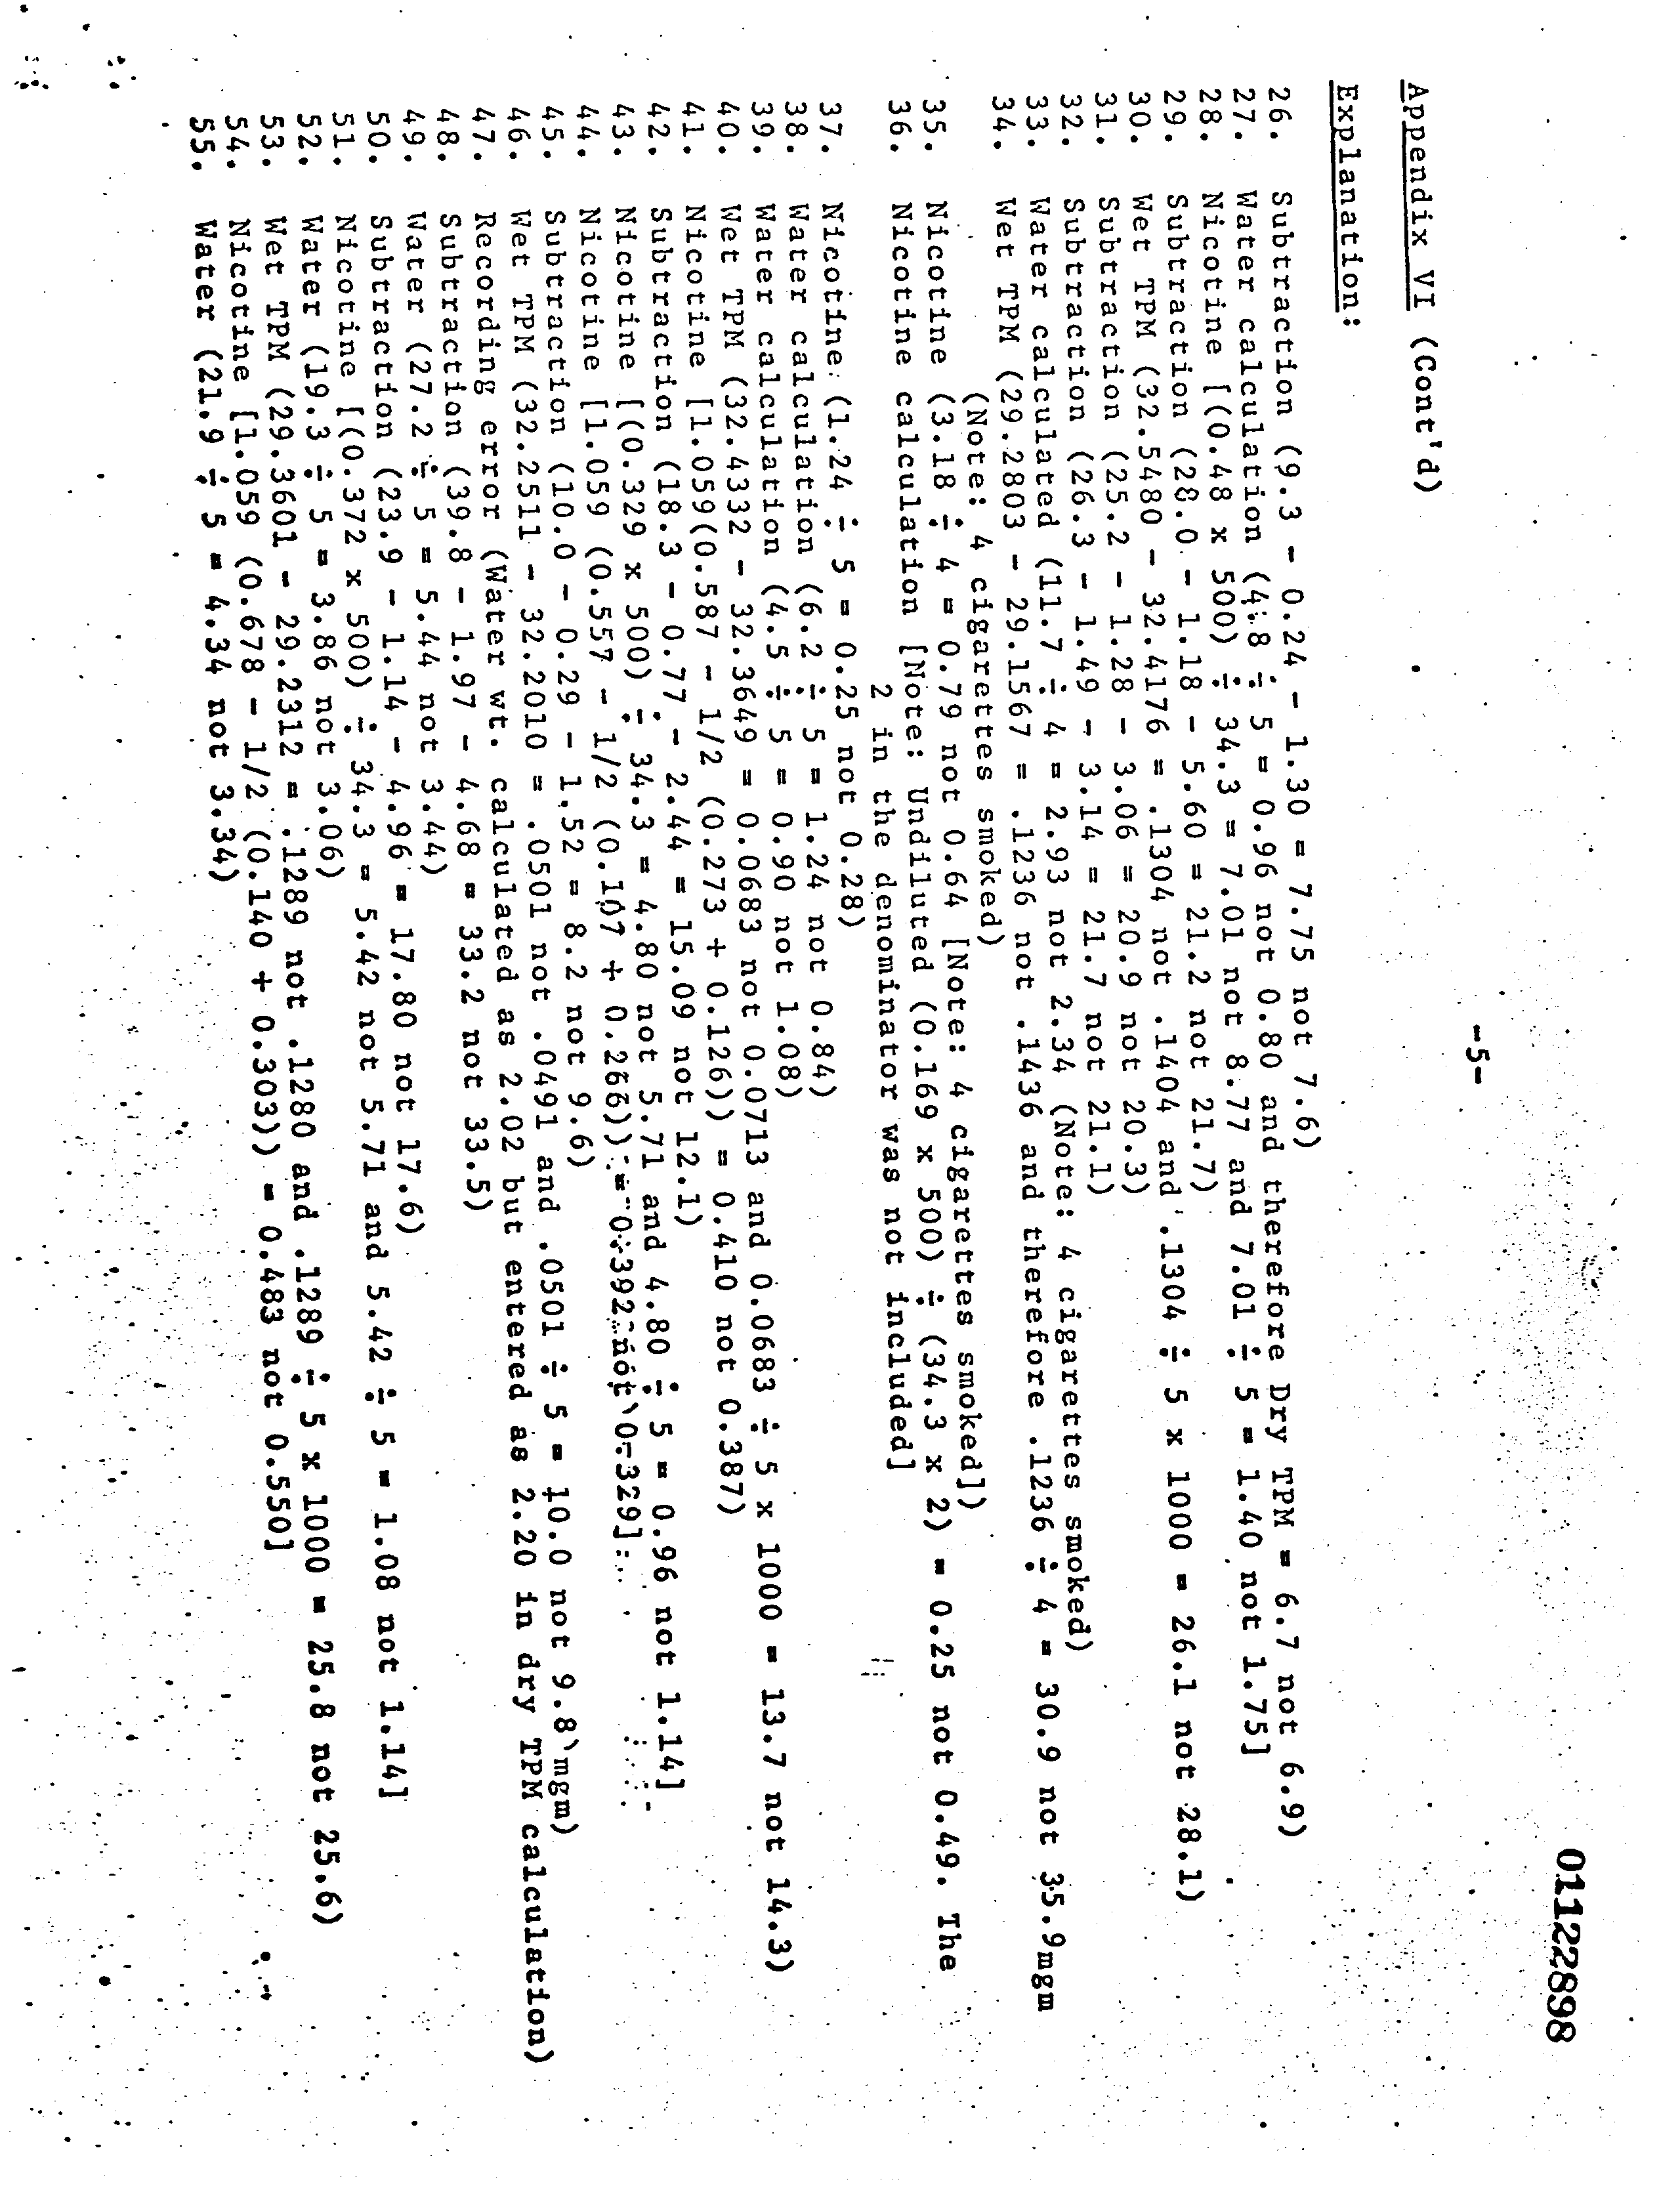 01122898
-5-
Appendix VI (Cont'd)
Explanation:
26. Subtraction (9.3 - 0.24 - 1.30 = 7.75 not 7.6)
27. Water calculation (4.8 ÷ 5 = 0.96 not 0.80 and therefore Dry TPM = 6.7 not 6.9)
28. Nicotine [(0.48 x 500) ÷ 34.3 = 7.01 not 8.77 and 7.01 ÷ 5 = 1.40 not 1.75]
29. Subtraction (28.0 - 1.18 - 5.60 = 21.2 not 21.7)
30. Wet TPM (32.5480 - 32.4176 = .1304 not .1404 and .1304 ÷ 5 x 1000 = 26.1 not 28.1)
31. Subtraction (25.2 - 1.28 - 3.06 = 20.9 not 20.3)
32. Subtraction (26.3 - 1.49 - 3.14 = 21.7 not 21.1)
33. Water calculated (11.7 ÷ 4 = 2.93 not 2.34 (Note: 4 cigarettes smoked)
34. Wet TPM (29.2803 - 29.1567 = .1236 not .1436 and therefore .1236 ÷ 4 = 30.9 not 35.9mgm
(Note: 4 cigarettes smoked)
35. Nicotine (3.18 ÷ 4 = 0.79 not 0.64 [Note: 4 cigarettes smoked])
36. Nicotine calculation [Note: Undiluted (0.169 x 500) ÷ (34.3 x 2) = 0.25 not 0.49. The
2 in the denominator was not included]
37. Nicotine (1.24 ÷ 5 = 0.25 not 0.28)
38. Water calculation (6.2 ÷ 5 = 1.24 not 0.84)
39. Water calculation (4.5 ÷ 5 = 0.90 not 1.08)
40. Wet TPM (32.4332 - 32.3649 = 0.0683 not 0.0713 and 0.0683 ÷ 5 x 1000 = 13.7 not 14.3)
41. Nicotine [1.059(0.587 - 1/2 (0.273 + 0.126)) = 0.410 not 0.387)
42. Subtraction (18.3 - 0.77 - 2.44 = 15.09 not 12.1)
43. Nicotine [(0.329 x 500) ÷ 34.3 = 4.80 not 5.71 and 4.80 ÷ 5 = 0.96 not 1.14]
44. Nicotine [1.059 (0.557 - 1/2 (0.107 + 0.266)) = 0.392 not 0.329]
45. Subtraction (10.0 - 0.29 - 1.52 = 8.2 not 9.6)
46. Wet TPM (32.2511 - 32.2010 = .0501 not .0491 and .0501 ÷ 5 = 10.0 not 9.8 mgm)
47. Recording error (Water wt. calculated as 2.02 but entered as 2.20 in dry TPM calculation)
48. Subtraction (39.8 - 1.97 - 4.68 = 33.2 not 33.5)
49. Water (27.2 ÷ 5 = 5.44 not 3.44)
50. Subtraction (23.9 - 1.14 - 4.96 = 17.80 not 17.6)
51. Nicotine [(0.372 x 500) ÷ 34.3 = 5.42 not 5.71 and 5.42 ÷ 5 = 1.08 not 1.14]
52. Water (19.3 ÷ 5 = 3.86 not 3.06)
53. Wet TPM (29.3601 - 29.2312 = .1289 not .1280 and .1289 ÷ 5 x 1000 = 25.8 not 25.6)
54. Nicotine [1.059 (0.678 - 1/2 (0.140 + 0.303)) = 0.483 not 0.550]
55. Water (21.9 ÷ 5 = 4.34 not 3.34)